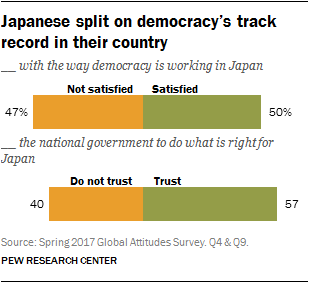 Japanese split on democracy's track
record in their country
__ with the way democracy is working in Japan
Not satisfied Satisfied
47% 50%
__ the national government to do what is right for
Japan
Do not trust Trust
40 57
Source: Spring 2017 Global Attitudes Survey. Q4 & Q9.
PEW RESEARCH CENTER